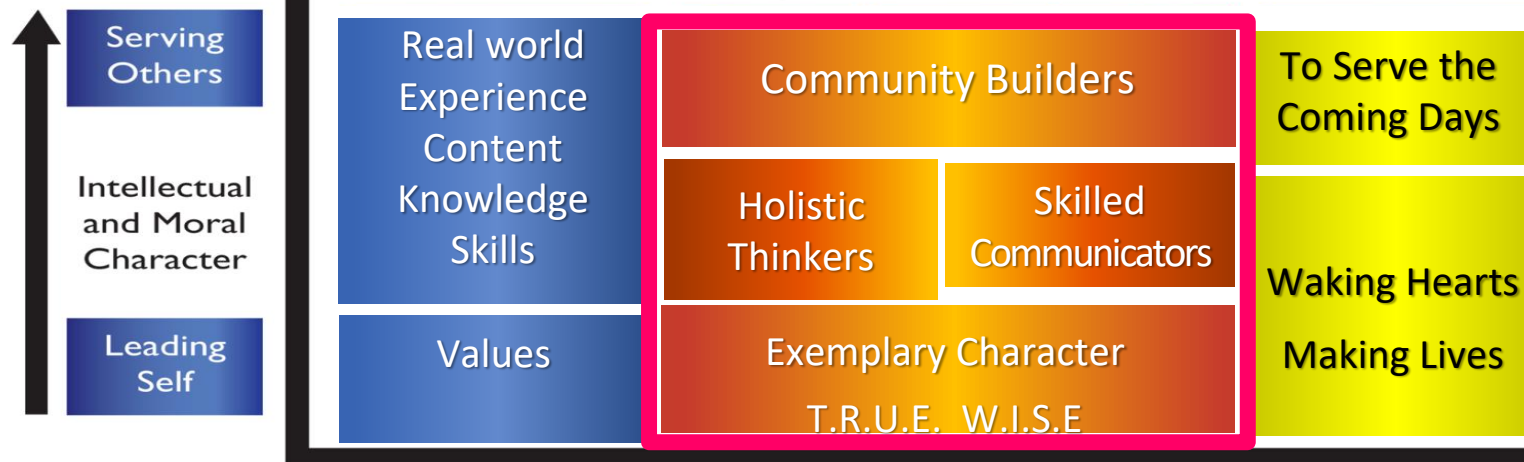 Serving
Others
Intellectual
and Moral
Character
Leading
Self
Real world
Experience
Content
Knowledge
Skills
Values
Community Builders
Holistic
Thinkers
Skilled
Communicators
Exemplary Character
T.R.U.E. W.I.S.E
To Serve the
Coming Days
Waking Hearts
Making Lives